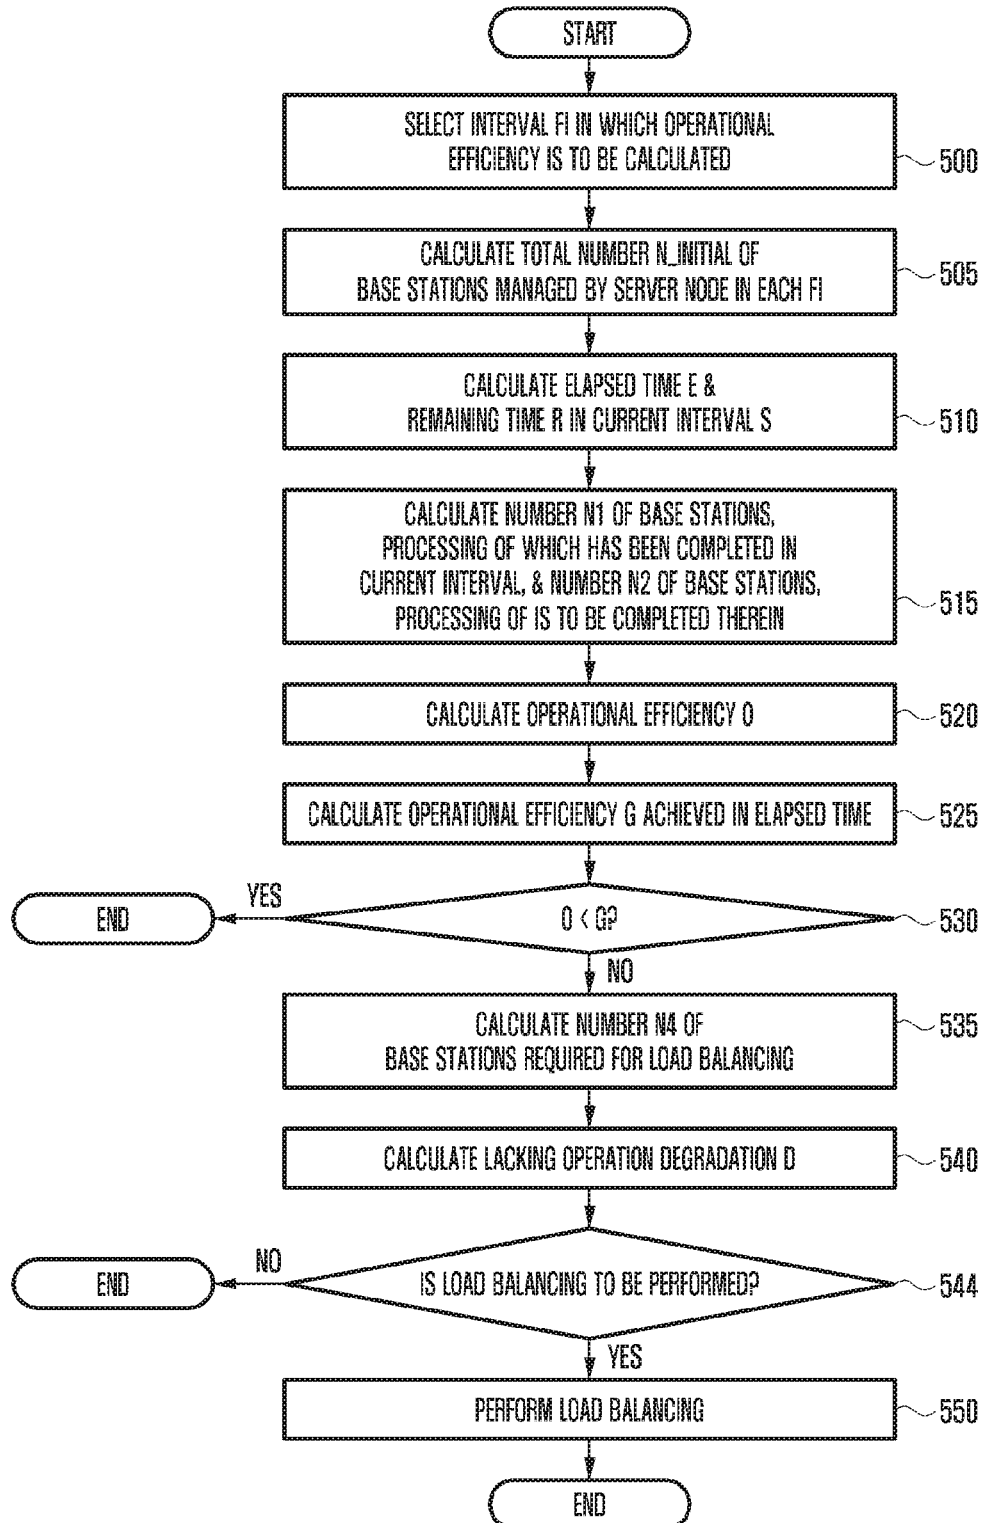 START
SELECT INTERVAL FI IN WHICH OPERATIONAL
EFFICIENCY IS TO BE CALCULATED
500
CALCULATE TOTAL NUMBER N_INITIAL OF
BASE STATIONS MANAGED BY SERVER NODE IN EACH FI
505
CALCULATE ELAPSED TIME E &
REMAINING TIME R IN CURRENT INTERVAL S
510
CALCULATE NUMBER N1 OF BASE STATIONS,
PROCESSING OF WHICH HAS BEEN COMPLETED IN
CURRENT INTERVAL, & NUMBER N2 OF BASE STATIONS,
PROCESSING OF IS TO BE COMPLETED THEREIN
515
CALCULATE OPERATIONAL EFFICIENCY O
520
CALCULATE OPERATIONAL EFFICIENCY G ACHIEVED IN ELAPSED TIME
525
YES
END
O < G?
530
NO
CALCULATE NUMBER N4 OF
BASE STATIONS REQUIRED FOR LOAD BALANCING
535
CALCULATE LACKING OPERATION DEGRADATION D
540
NO
END
IS LOAD BALANCING TO BE PERFORMED?
544
YES
PERFORM LOAD BALANCING
550
END